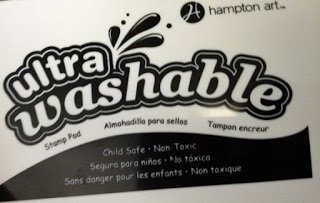 hampton art™
ultra
washable
Stamp Pad Almohadilla para sellos Tampon encreur
Child Safe • Non-Toxic
Segura para niños • No tóxica
Sans danger pour les enfants • Non toxique